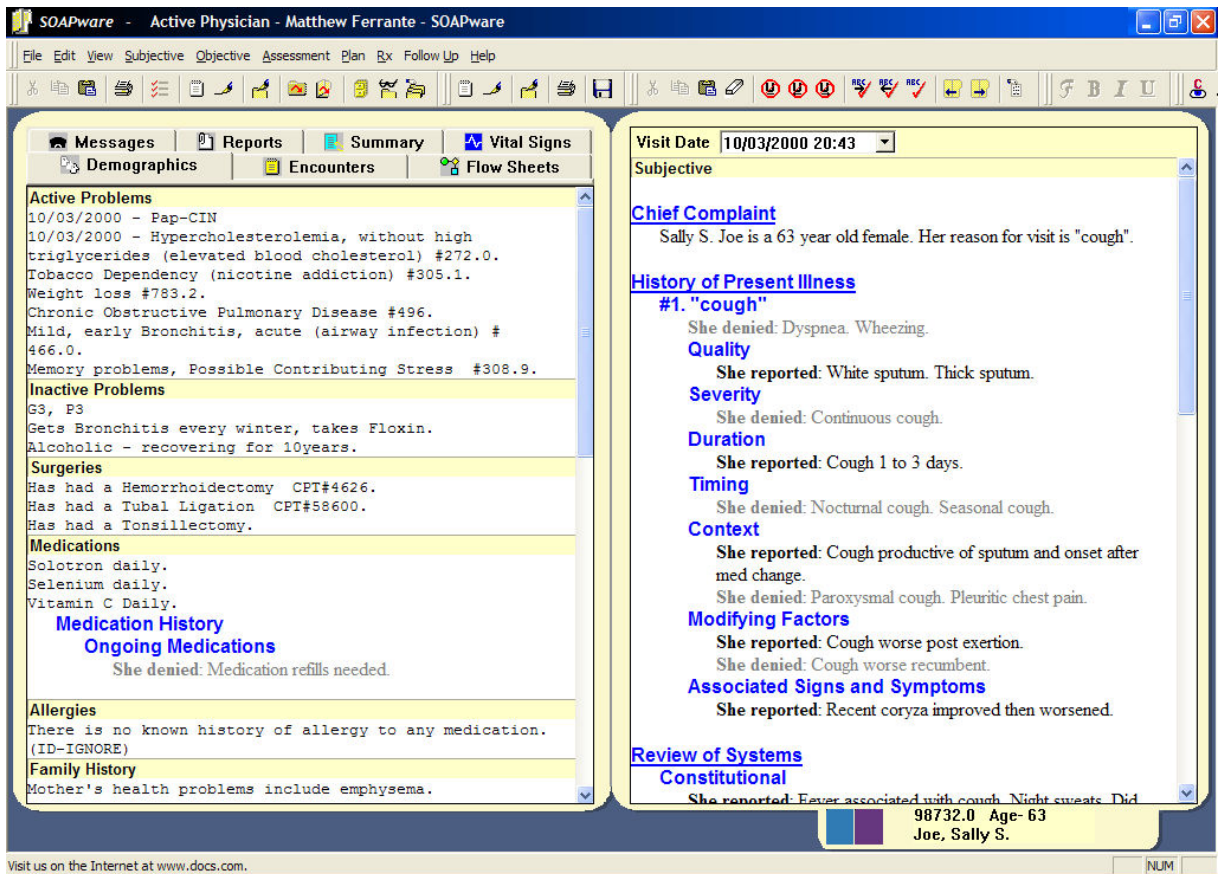 SOAPware - Active Physician - Matthew Ferrante - SOAPware
File Edit View Subjective Objective Assessment Plan Rx Follow Up Help
F B I U
Messages Reports Summary Vital Signs
Demographics Encounters Flow Sheets
Active Problems
10/03/2000 - Pap-CIN
10/03/2000 - Hypercholesterolemia, without high
triglycerides (elevated blood cholesterol) #272.0.
Tobacco Dependency (nicotine addiction) #305.1.
Weight loss #783.2.
Chronic Obstructive Pulmonary Disease #496.
Mild, early Bronchitis, acute (airway infection) #
466.0.
Memory problems, Possible Contributing Stress #308.9.
Inactive Problems
G3, P3
Gets Bronchitis every winter, takes Floxin.
Alcoholic - recovering for 10years.
Surgeries
Has had a Hemorrhoidectomy CPT#4626.
Has had a Tubal Ligation CPT#58600.
Has had a Tonsillectomy.
Medications
Solotron daily.
Selenium daily.
Vitamin C Daily.
Medication History
Ongoing Medications
She denied: Medication refills needed.
Allergies
There is no known history of allergy to any medication.
(ID-IGNORE)
Family History
Mother's health problems include emphysema.
Visit Date 10/03/2000 20:43
Subjective
Chief Complaint
Sally S. Joe is a 63 year old female. Her reason for visit is "cough".
History of Present Illness
#1. "cough"
She denied: Dyspnea. Wheezing.
Quality
She reported: White sputum. Thick sputum.
Severity
She denied: Continuous cough.
Duration
She reported: Cough 1 to 3 days.
Timing
She denied: Nocturnal cough. Seasonal cough.
Context
She reported: Cough productive of sputum and onset after
med change.
She denied: Paroxysmal cough. Pleuritic chest pain.
Modifying Factors
She reported: Cough worse post exertion.
She denied: Cough worse recumbent.
Associated Signs and Symptoms
She reported: Recent coryza improved then worsened.
Review of Systems
Constitutional
She reported: Fever associated with cough. Night sweats. Did
98732.0 Age- 63
Joe, Sally S.
Visit us on the Internet at www.docs.com.
NUM